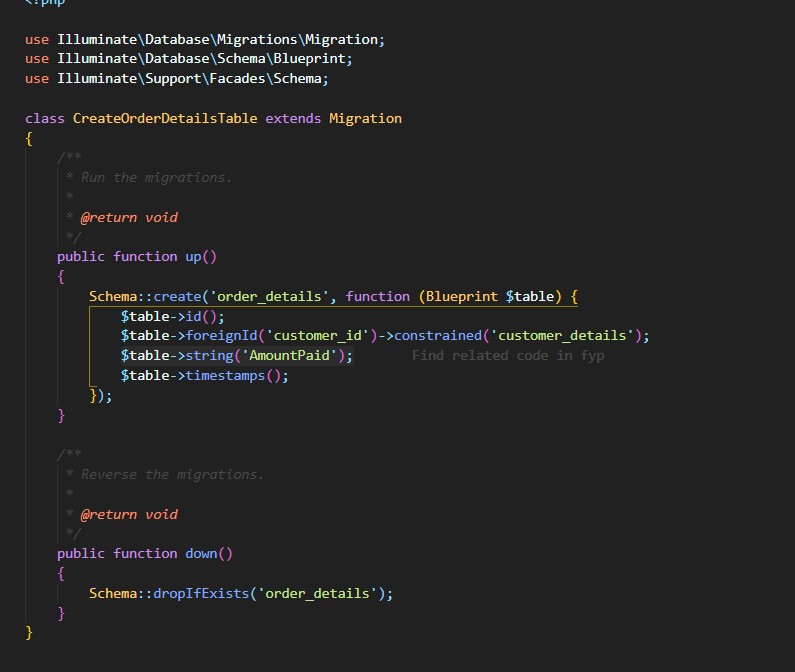 <?php
use Illuminate\Database\Migrations\Migration;
use Illuminate\Database\Schema\Blueprint;
use Illuminate\Support\Facades\Schema;
class CreateOrderDetailsTable extends Migration
{
/**
* Run the migrations.
*
* @return void
*/
public function up()
{
Schema::create('order_details', function (Blueprint $table) {
$table->id();
$table->foreignId('customer_id')->constrained('customer_details');
$table->string('AmountPaid'); Find related code in fyp
$table->timestamps();
});
}
/**
* Reverse the migrations.
*
* @return void
*/
public function down()
{
Schema::dropIfExists('order_details');
}
}